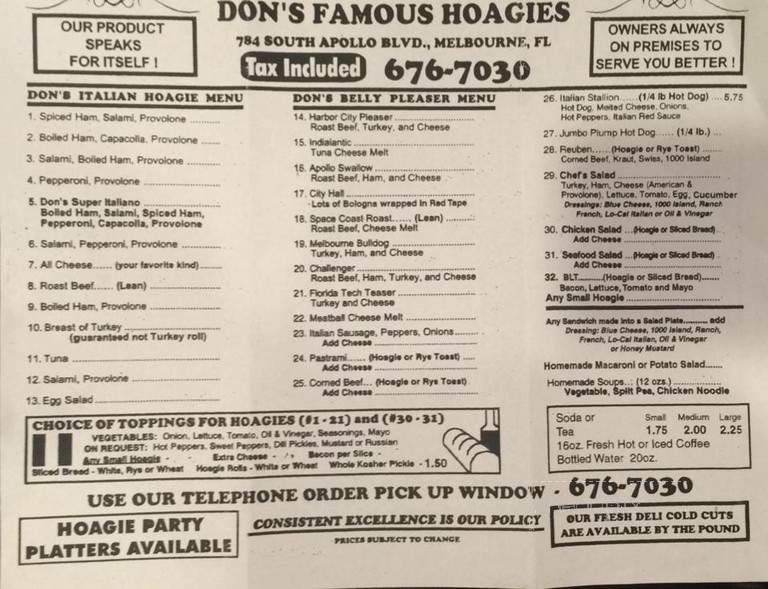 OUR PRODUCT
SPEAKS
FOR ITSELF !
DON'S FAMOUS HOAGIES
784 SOUTH APOLLO BLVD., MELBOURNE, FL
Tax Included 676-7030
OWNERS ALWAYS
ON PREMISES TO
SERVE YOU BETTER !
DON'S ITALIAN HOAGIE MENU
1. Spiced Ham, Salami, Provolone ..........
2. Boiled Ham, Capacolla, Provolone ..........
3. Salami, Boiled Ham, Provolone ..........
4. Pepperoni, Provolone ..........
5. Don's Super Italiano ..........
Boiled Ham, Salami, Spiced Ham,
Pepperoni, Capacolla, Provolone
6. Salami, Pepperoni, Provolone ..........
7. All Cheese...... (your favorite kind)........
8. Roast Beef...... (Lean) ..........
9. Boiled Ham, Provolone ..........
10. Breast of Turkey ..........
(guaranteed not Turkey roll)
11. Tuna ..........
12. Salami, Provolone ..........
13. Egg Salad ..........
DON'S BELLY PLEASER MENU
14. Harbor City Pleaser ..........
Roast Beef, Turkey, and Cheese
15. Indialantic ..........
Tuna Cheese Melt
16. Apollo Swallow ..........
Roast Beef, Ham, and Cheese
17. City Hall ..........
Lots of Bologna wrapped in Red Tape
18. Space Coast Roast...... (Lean) ..........
Roast Beef, Cheese Melt
19. Melbourne Bulldog ..........
Turkey, Ham, and Cheese
20. Challenger ..........
Roast Beef, Ham, Turkey, and Cheese
21. Florida Tech Teaser ..........
Turkey and Cheese
22. Meatball Cheese Melt ..........
23. Italian Sausage, Peppers, Onions........
Add Cheese ..........
24. Pastrami...... (Hoagie or Rye Toast) .....
Add Cheese ..........
25. Corned Beef... (Hoagie or Rye Toast)
Add Cheese ..........
26. Italian Stallion...... (1/4 lb Hot Dog) .... 5.75
Hot Dog, Melted Cheese, Onions,
Hot Peppers, Italian Red Sauce
27. Jumbo Plump Hot Dog...... (1/4 lb.) ...
28. Reuben...... (Hoagie or Rye Toast) ......
Corned Beef, Kraut, Swiss, 1000 Island
29. Chef's Salad ..........
Turkey, Ham, Cheese (American &
Provolone), Lettuce, Tomato, Egg, Cucumber
Dressings: Blue Cheese, 1000 Island, Ranch
French, Lo-Cal Italian or Oil & Vinegar
30. Chicken Salad ...(Hoagie or Sliced Bread)
Add Cheese ..........
31. Seafood Salad ...(Hoagie or Sliced Bread) .
Add Cheese ..........
32. BLT..........(Hoagie or Sliced Bread)......
Bacon, Lettuce, Tomato and Mayo
Any Small Hoagie ..........
Any Sandwich made into a Salad Plate.......... add
Dressing: Blue Cheese, 1000 Island, Ranch,
French, Lo-Cal Italian, Oil & Vinegar
or Honey Mustard
Homemade Macaroni or Potato Salad.......
Homemade Soups... (12 ozs.) ..........
Vegetable, Split Pea, Chicken Noodle
CHOICE OF TOPPINGS FOR HOAGIES (#1 - 21) and (#30 - 31)
VEGETABLES: Onion, Lettuce, Tomato, Oil & Vinegar, Seasonings, Mayo
ON REQUEST: Hot Peppers, Sweet Peppers, Dill Pickles, Mustard or Russian
Any Small Hoagie - Extra Cheese - Bacon per Slice -
Sliced Bread - White, Rye or Wheat Hoagie Rolls - White or Wheat Whole Kosher Pickle - 1.50
Soda or Small Medium Large
Tea 1.75 2.00 2.25
16oz. Fresh Hot or Iced Coffee
Bottled Water 20oz.
USE OUR TELEPHONE ORDER PICK UP WINDOW - 676-7030
HOAGIE PARTY
PLATTERS AVAILABLE
CONSISTENT EXCELLENCE IS OUR POLICY
PRICES SUBJECT TO CHANGE
OUR FRESH DELI COLD CUTS
ARE AVAILABLE BY THE POUND